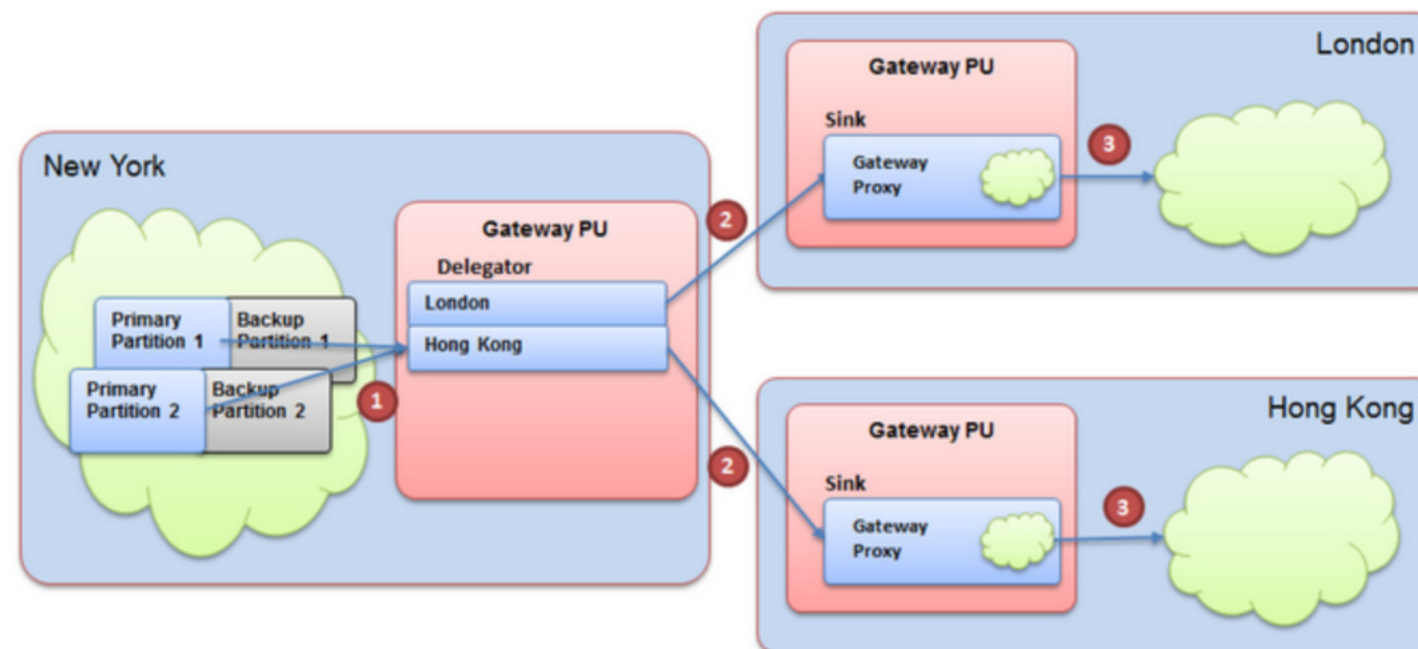 New York
Primary
Partition 1
Backup
Partition 1
Primary
Partition 2
Backup
Partition 2
1
Gateway PU
Delegator
London
Hong Kong
2
2
London
Gateway PU
Sink
Gateway
Proxy
3
Hong Kong
Gateway PU
Sink
Gateway
Proxy
3